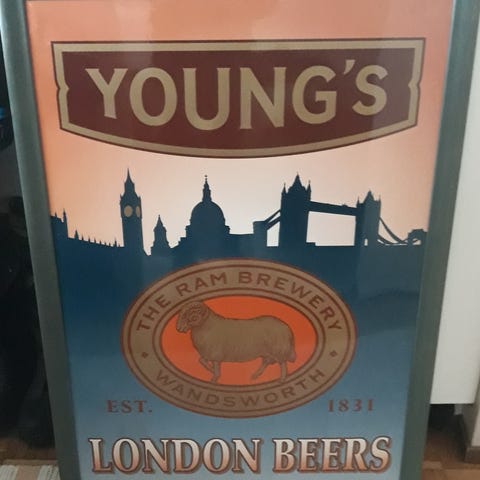 YOUNG'S
THE RAM BREWERY
WANDSWORTH
EST. 1831
LONDON BEERS